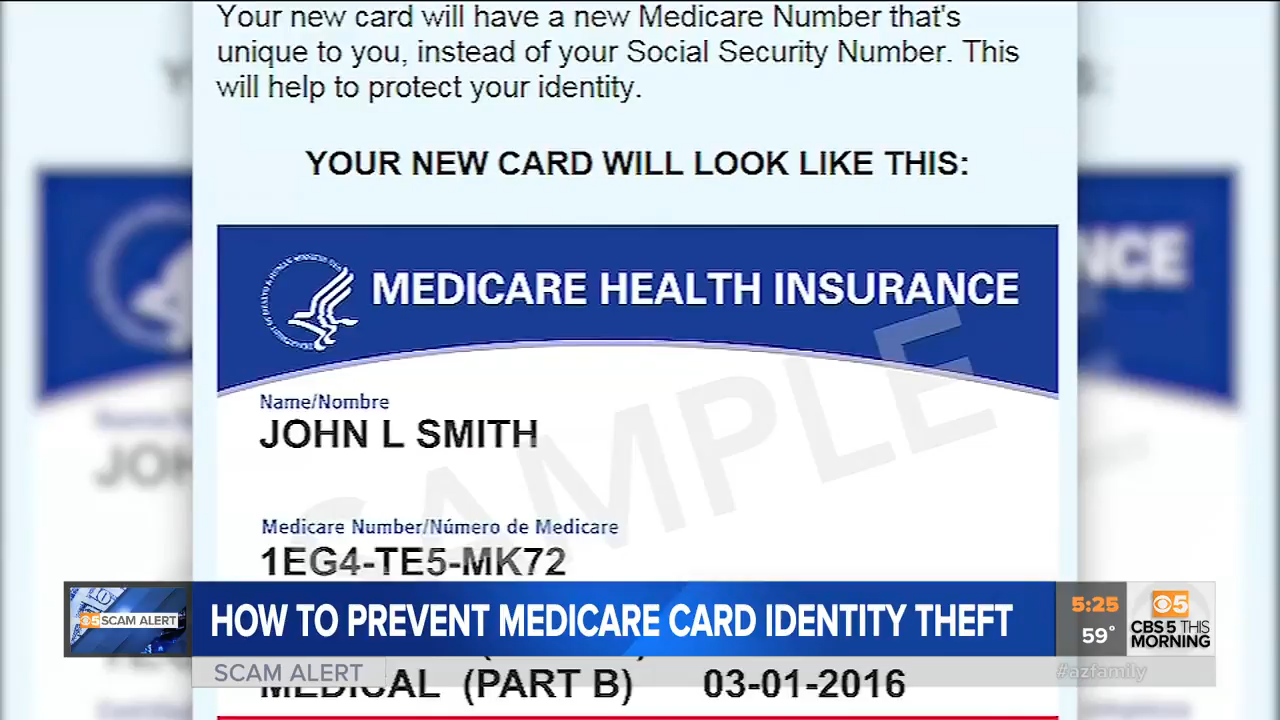 Your new card will have a new Medicare Number that's
unique to you, instead of your Social Security Number. This
will help to protect your identity.
YOUR NEW CARD WILL LOOK LIKE THIS:
MEDICARE HEALTH INSURANCE
SAMPLE
Name/Nombre
JOHN L SMITH
Medicare Number/Número de Medicare
1EG4-TE5-MK72
5 SCAM ALERT
HOW TO PREVENT MEDICARE CARD IDENTITY THEFT
5:25
59°
5
CBS 5 THIS
MORNING
SCAM ALERT
#azfamily
MEDICAL (PART B) 03-01-2016